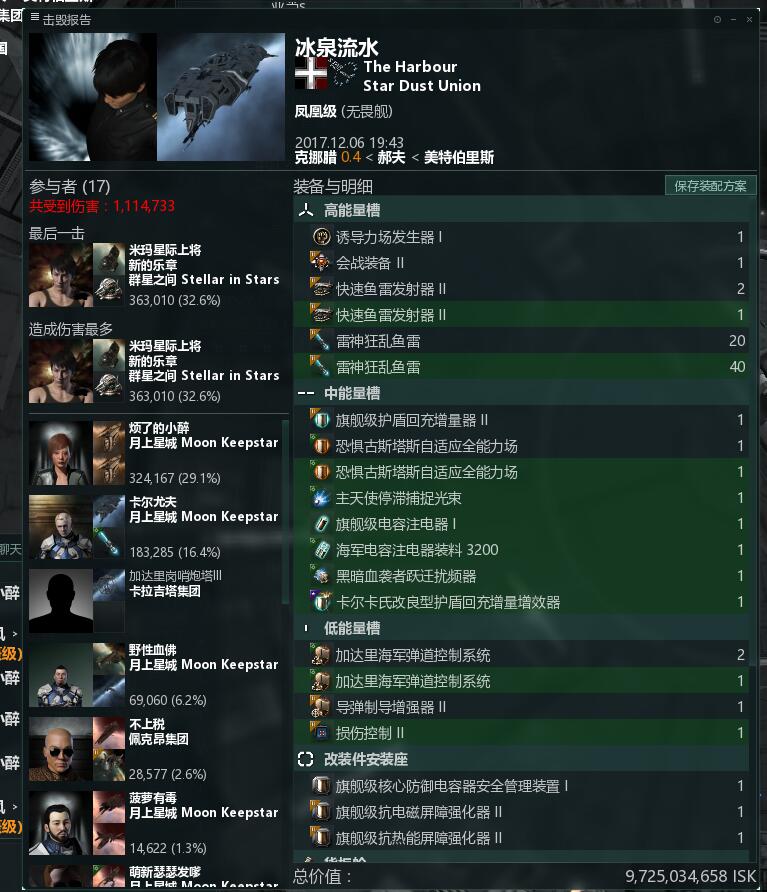 集团
国
击毁报告
冰泉流水
The Harbour
Star Dust Union
凤凰级 (无畏舰)
2017.12.06 19:43
克挪腊 0.4 < 郝夫 < 美特伯里斯
参与者 (17)
共受到伤害：1,114,733
最后一击
米玛星际上将
新的乐章
群星之间 Stellar in Stars
363,010 (32.6%)
造成伤害最多
米玛星际上将
新的乐章
群星之间 Stellar in Stars
363,010 (32.6%)
烦了的小醉
月上星城 Moon Keepstar
324,167 (29.1%)
卡尔尤夫
月上星城 Moon Keepstar
183,285 (16.4%)
加达里岗哨炮塔III
卡拉吉塔集团
野性血佛
月上星城 Moon Keepstar
69,060 (6.2%)
不上税
佩克昂集团
28,577 (2.6%)
菠萝有毒
月上星城 Moon Keepstar
14,622 (1.3%)
萌新瑟瑟发嗲
月上星城 Moon Keepstar
装备与明细
保存装配方案
高能量槽
诱导力场发生器 I 1
会战装备 II 1
快速鱼雷发射器 II 2
快速鱼雷发射器 II 1
雷神狂乱鱼雷 20
雷神狂乱鱼雷 40
中能量槽
旗舰级护盾回充增量器 II 1
恐惧古斯塔斯自适应全能力场 1
恐惧古斯塔斯自适应全能力场 1
主天使停滞捕捉光束 1
旗舰级电容注电器 I 1
海军电容注电器装料 3200 1
黑暗血袭者跃迁扰频器 1
卡尔卡氏改良型护盾回充增量增效器 1
低能量槽
加达里海军弹道控制系统 2
加达里海军弹道控制系统 1
导弹制导增强器 II 1
损伤控制 II 1
改装件安装座
旗舰级核心防御电容器安全管理装置 I 1
旗舰级抗电磁屏障强化器 II 1
旗舰级抗热能屏障强化器 II 1
货柜舱
总价值： 9,725,034,658 ISK
聊天
小醉
级)
小醉
小醉
小醉
级)